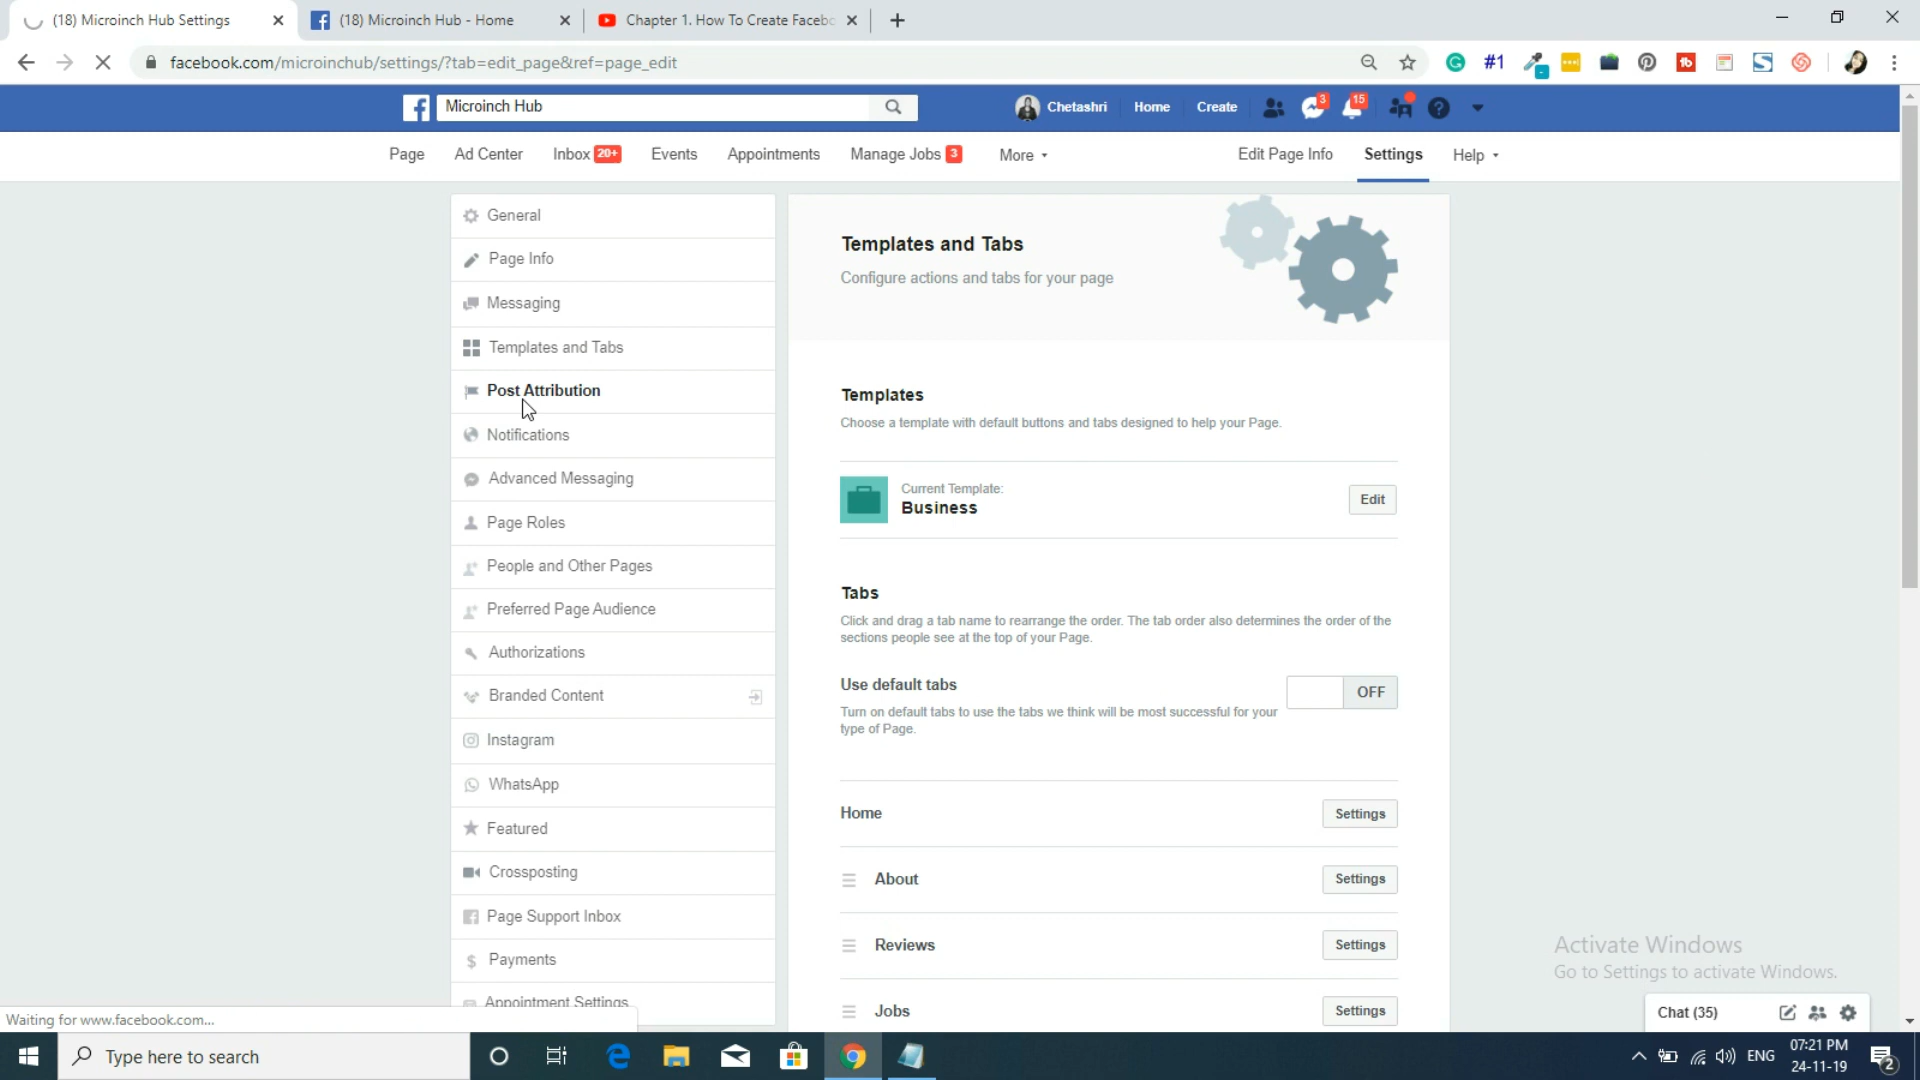 (18) Microinch Hub Settings
(18) Microinch Hub - Home
Chapter 1. How To Create Facebo
facebook.com/microinchub/settings/?tab=edit_page&ref=page_edit
#1
Microinch Hub
Chetashri
Home
Create
3
15
Page
Ad Center
Inbox 20+
Events
Appointments
Manage Jobs 3
More
Edit Page Info
Settings
Help
General
Page Info
Messaging
Templates and Tabs
Post Attribution
Notifications
Advanced Messaging
Page Roles
People and Other Pages
Preferred Page Audience
Authorizations
Branded Content
Instagram
WhatsApp
Featured
Crossposting
Page Support Inbox
Payments
Appointment Settings
Templates and Tabs
Configure actions and tabs for your page
Templates
Choose a template with default buttons and tabs designed to help your Page.
Current Template:
Business
Edit
Tabs
Click and drag a tab name to rearrange the order. The tab order also determines the order of the
sections people see at the top of your Page.
Use default tabs
OFF
Turn on default tabs to use the tabs we think will be most successful for your
type of Page.
Home
Settings
About
Settings
Reviews
Settings
Jobs
Settings
Activate Windows
Go to Settings to activate Windows.
Chat (35)
Waiting for www.facebook.com...
Type here to search
ENG
07:21 PM
24-11-19
2